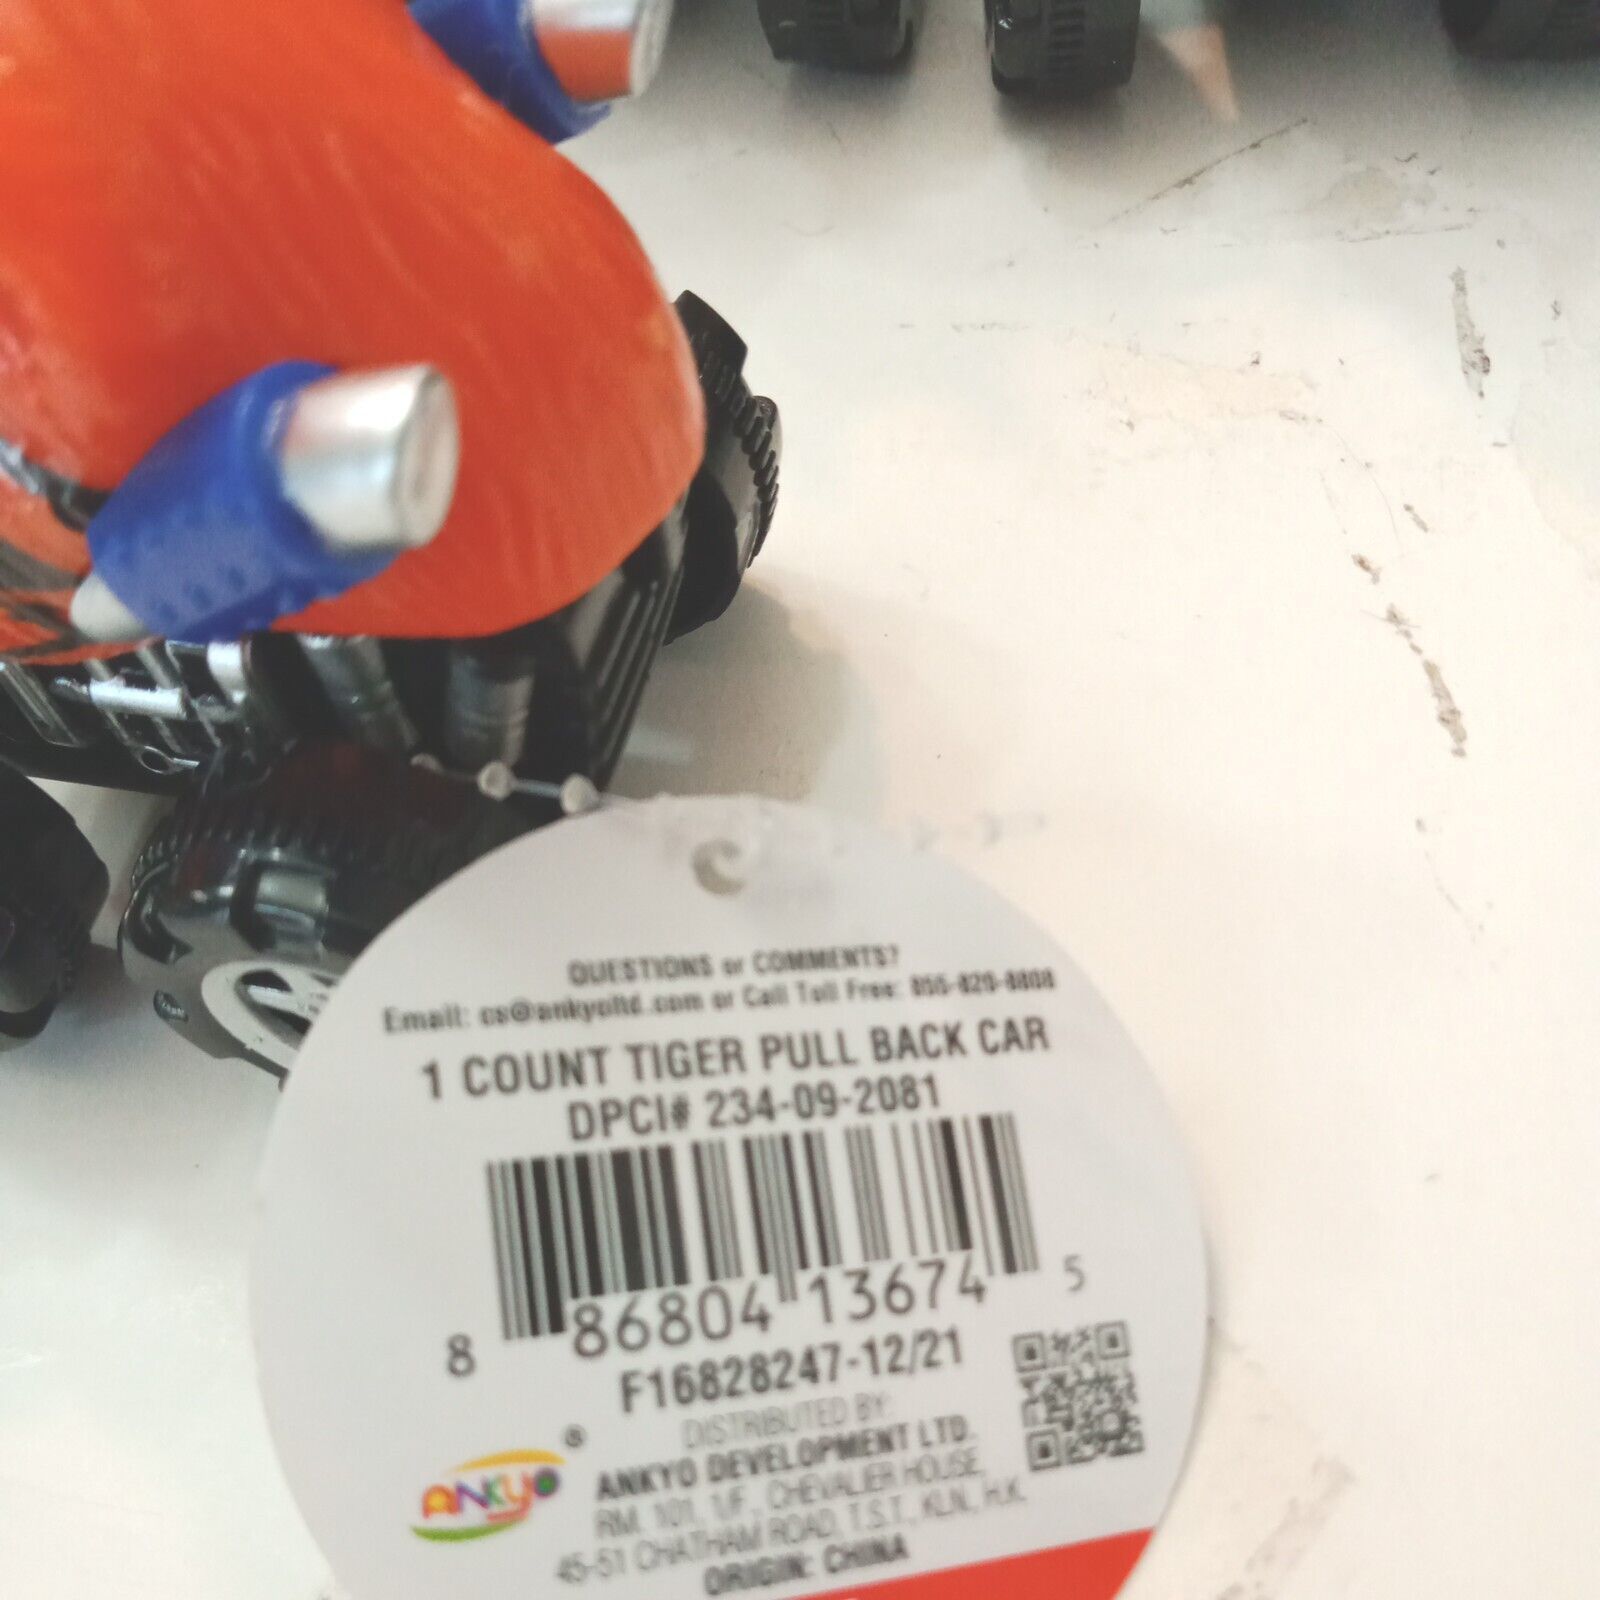 QUESTIONS or COMMENTS?
Email: cs@ankyoltd.com or Call Toll Free: 855-820-8808
1 COUNT TIGER PULL BACK CAR
DPCI# 234-09-2081
8 86804 13674 5
F16828247-12/21
DISTRIBUTED BY:
ANKYO DEVELOPMENT LTD.
RM. 101, 1/F., CHEVALIER HOUSE,
45-51 CHATHAM ROAD, T.S.T., KLN, H.K.
ORIGIN: CHINA
ANKYO ®